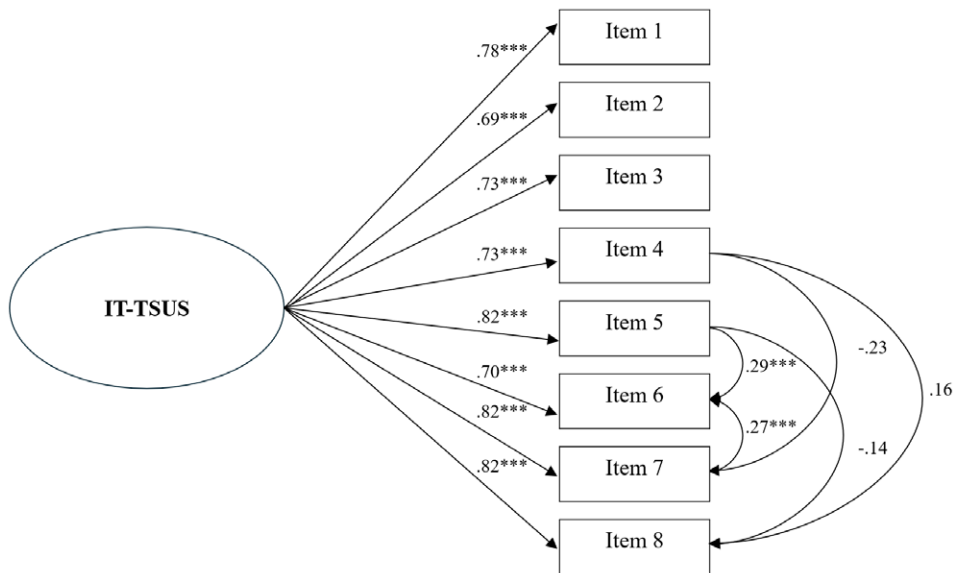 Item 1
.78***
Item 2
.69***
Item 3
.73***
Item 4
.73***
IT-TSUS
Item 5
.82***
-.23
.29***
.70***
.16
Item 6
.82***
.27***
-.14
Item 7
.82***
Item 8